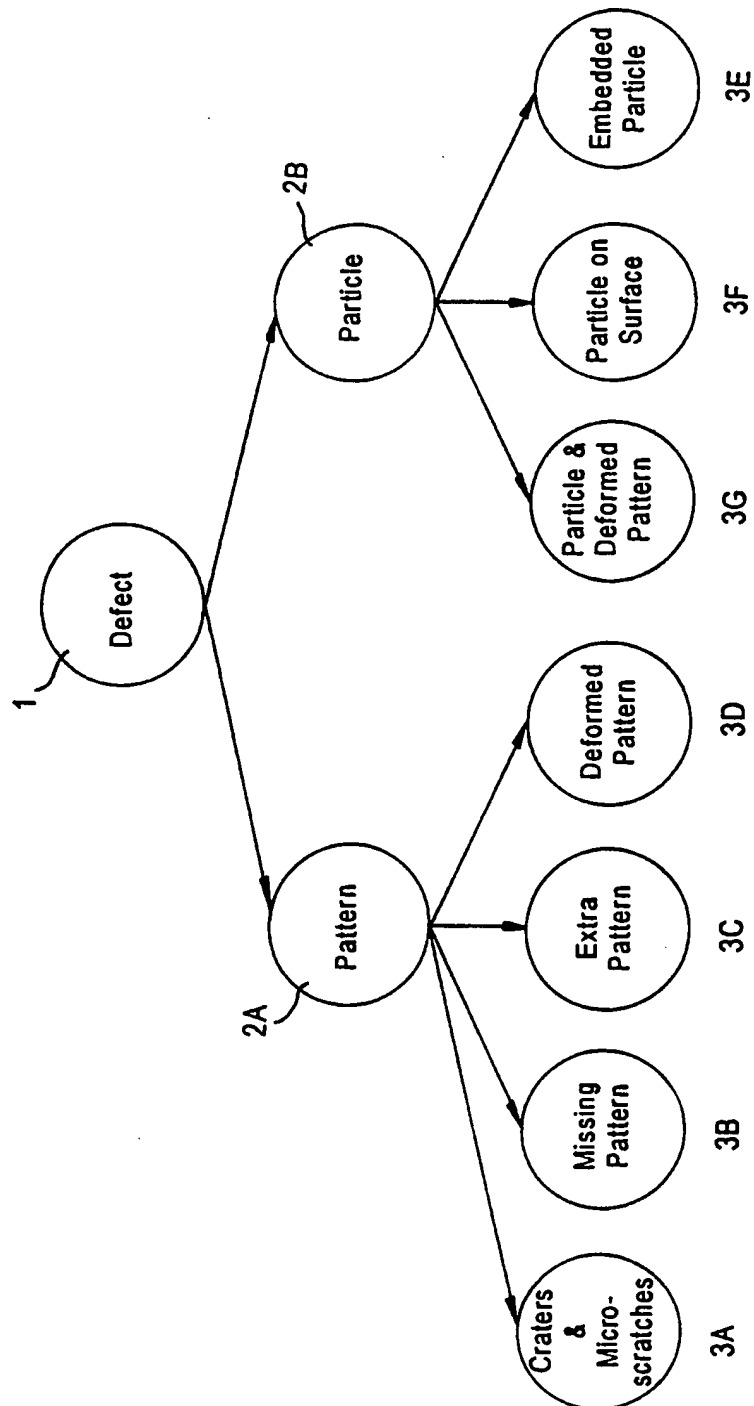 1
Defect
2A
Pattern
2B
Particle
Craters
&
Micro-
scratches
Missing
Pattern
Extra
Pattern
Deformed
Pattern
Particle &
Deformed
Pattern
Particle on
Surface
Embedded
Particle
3A
3B
3C
3D
3G
3F
3E